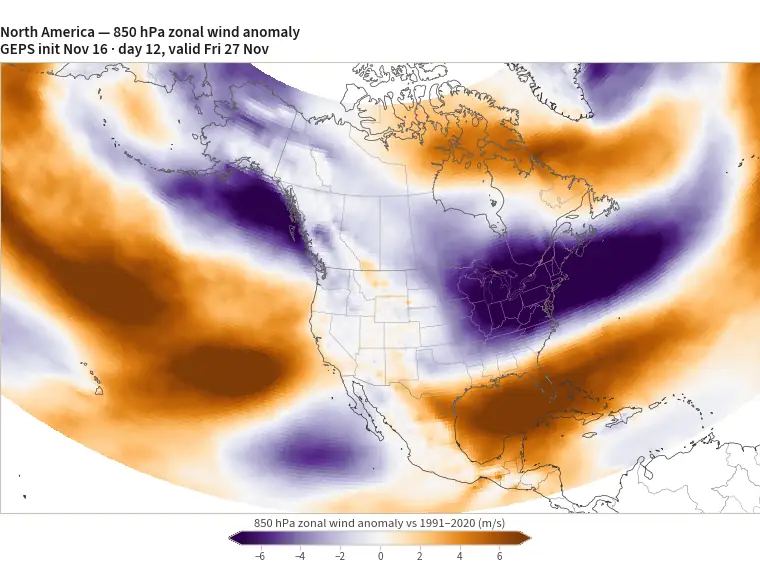 North America — 850 hPa zonal wind anomaly
GEPS init Nov 16 · day 12, valid Fri 27 Nov
850 hPa zonal wind anomaly vs 1991–2020 (m/s)
−6 −4 −2 0 2 4 6